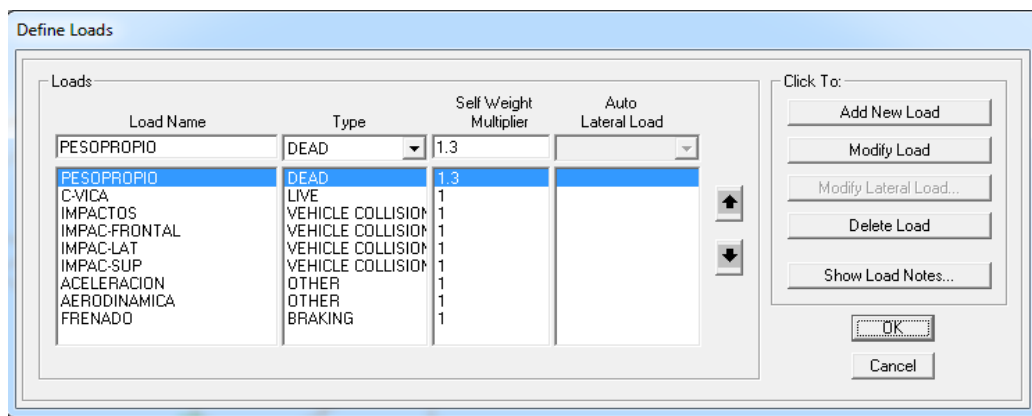 Define Loads
Loads
Load Name Type Self Weight Multiplier Auto Lateral Load
PESOPROPIO DEAD 1.3
PESOPROPIO DEAD 1.3
C-VICA LIVE 1
IMPACTOS VEHICLE COLLISION 1
IMPAC-FRONTAL VEHICLE COLLISION 1
IMPAC-LAT VEHICLE COLLISION 1
IMPAC-SUP VEHICLE COLLISION 1
ACELERACION OTHER 1
AERODINAMICA OTHER 1
FRENADO BRAKING 1
Click To:
Add New Load
Modify Load
Modify Lateral Load...
Delete Load
Show Load Notes...
OK
Cancel